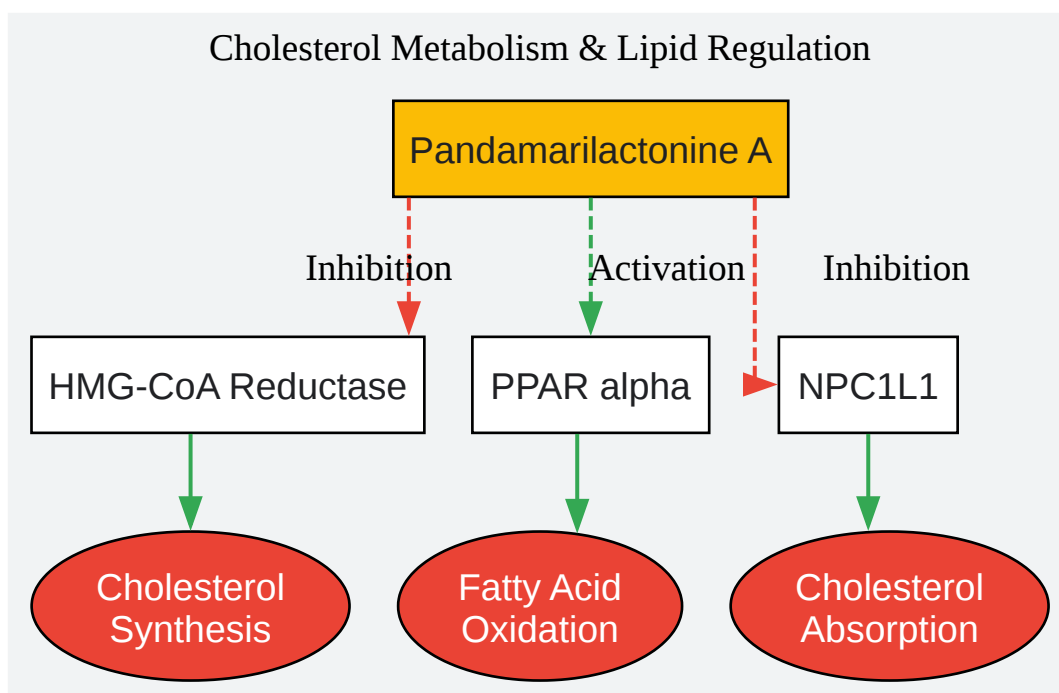 Cholesterol Metabolism & Lipid Regulation
Pandamarilactonine A
Inhibition
Activation
Inhibition
HMG-CoA Reductase
PPAR alpha
NPC1L1
Cholesterol
Synthesis
Fatty Acid
Oxidation
Cholesterol
Absorption